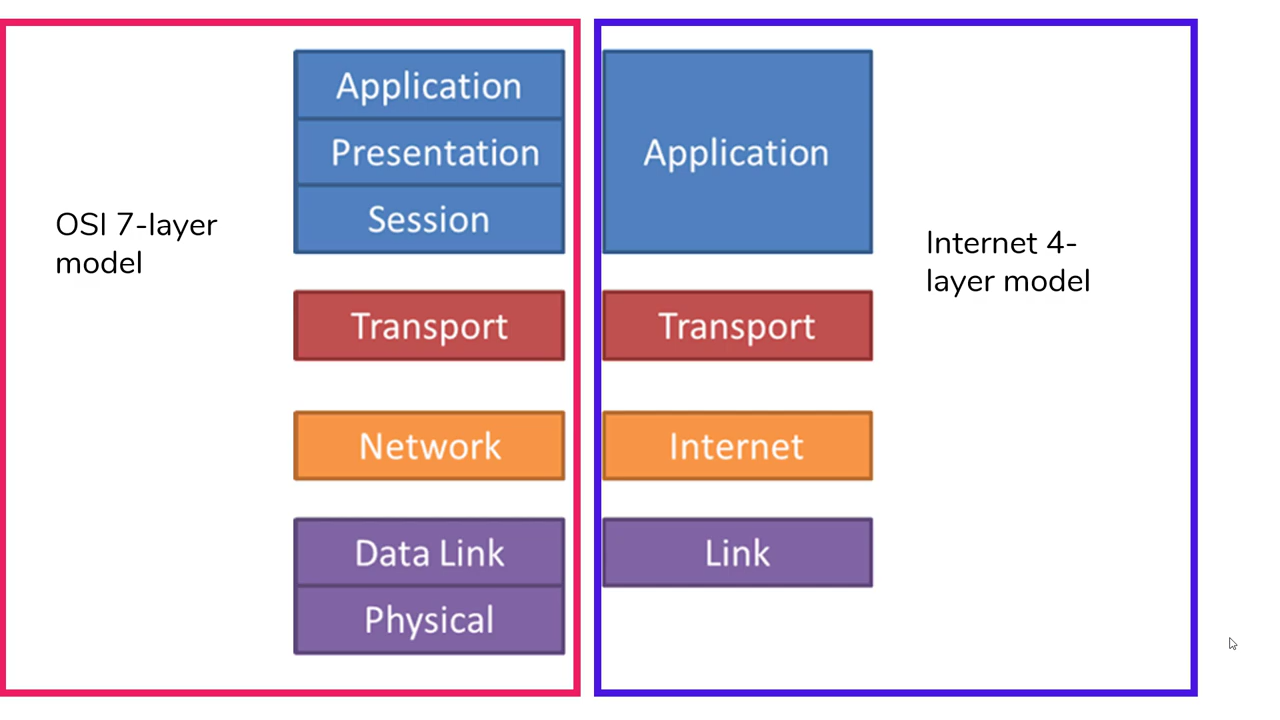 OSI 7-layer
model
Application
Presentation
Session
Transport
Network
Data Link
Physical
Application
Transport
Internet
Link
Internet 4-
layer model